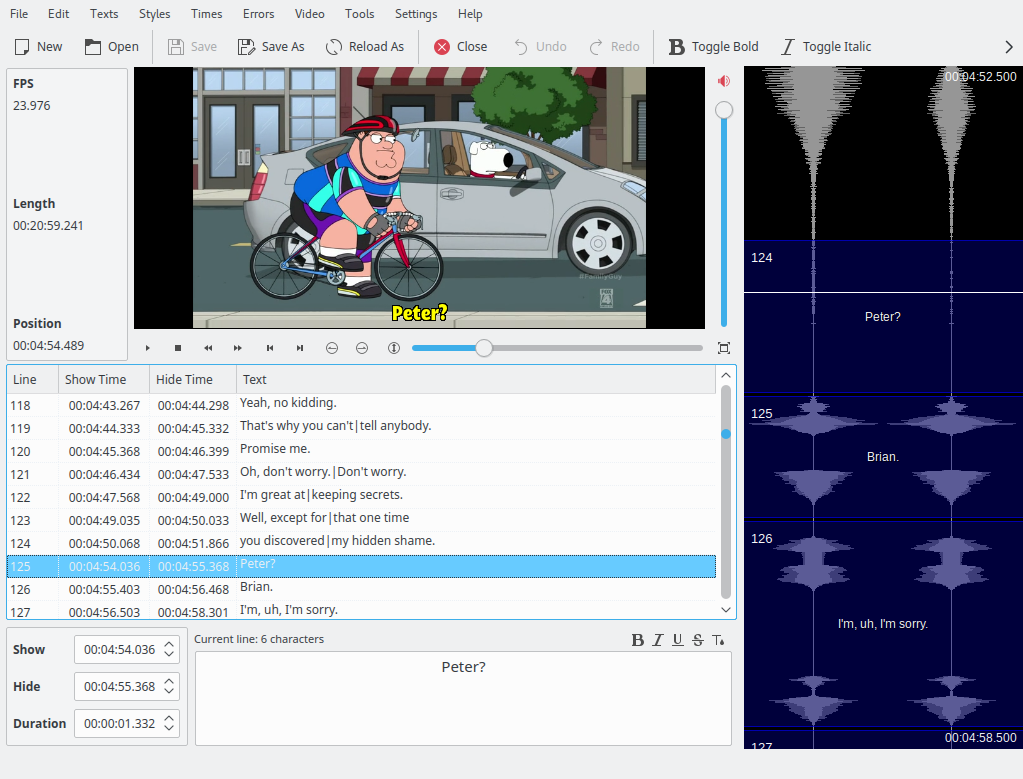 File Edit Texts Styles Times Errors Video Tools Settings Help
New Open Save Save As Reload As Close Undo Redo Toggle Bold Toggle Italic
FPS
23.976
Length
00:20:59.241
Position
00:04:54.489
#FamilyGuy
Peter?
Line Show Time Hide Time Text
118 00:04:43.267 00:04:44.298 Yeah, no kidding.
119 00:04:44.333 00:04:45.332 That's why you can't|tell anybody.
120 00:04:45.368 00:04:46.399 Promise me.
121 00:04:46.434 00:04:47.533 Oh, don't worry.|Don't worry.
122 00:04:47.568 00:04:49.000 I'm great at|keeping secrets.
123 00:04:49.035 00:04:50.033 Well, except for|that one time
124 00:04:50.068 00:04:51.866 you discovered|my hidden shame.
125 00:04:54.036 00:04:55.368 Peter?
126 00:04:55.403 00:04:56.468 Brian.
127 00:04:56.503 00:04:58.301 I'm, uh, I'm sorry.
Show 00:04:54.036
Hide 00:04:55.368
Duration 00:00:01.332
Current line: 6 characters
B I U S T
Peter?
00:04:52.500
124
Peter?
125
Brian.
126
I'm, uh, I'm sorry.
00:04:58.500
127